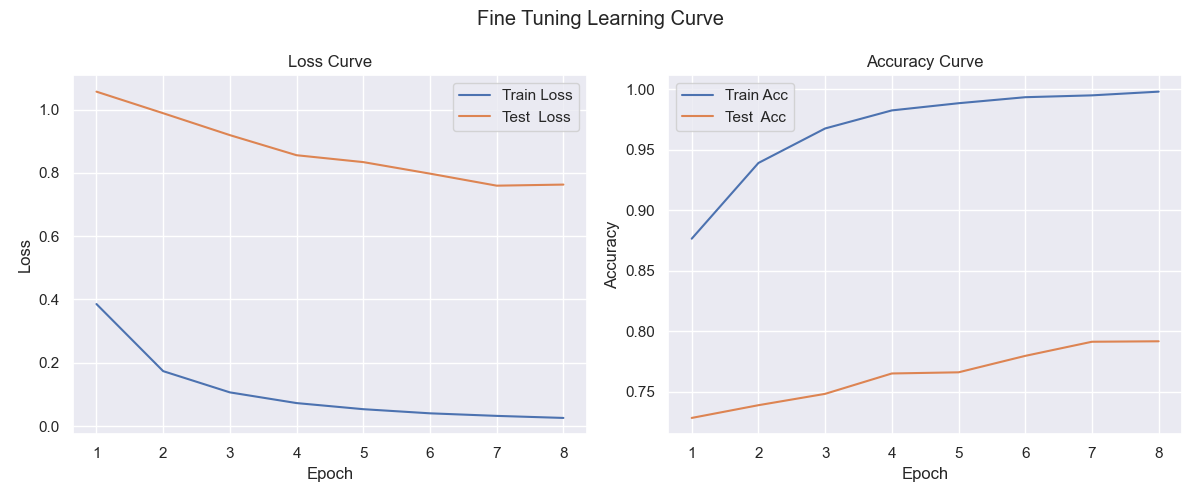 Fine Tuning Learning Curve
Loss Curve
Train Loss
Test  Loss
1.0
0.8
0.6
0.4
0.2
0.0
Loss
1 2 3 4 5 6 7 8
Epoch
Accuracy Curve
Train Acc
Test  Acc
1.00
0.95
0.90
0.85
0.80
0.75
Accuracy
1 2 3 4 5 6 7 8
Epoch